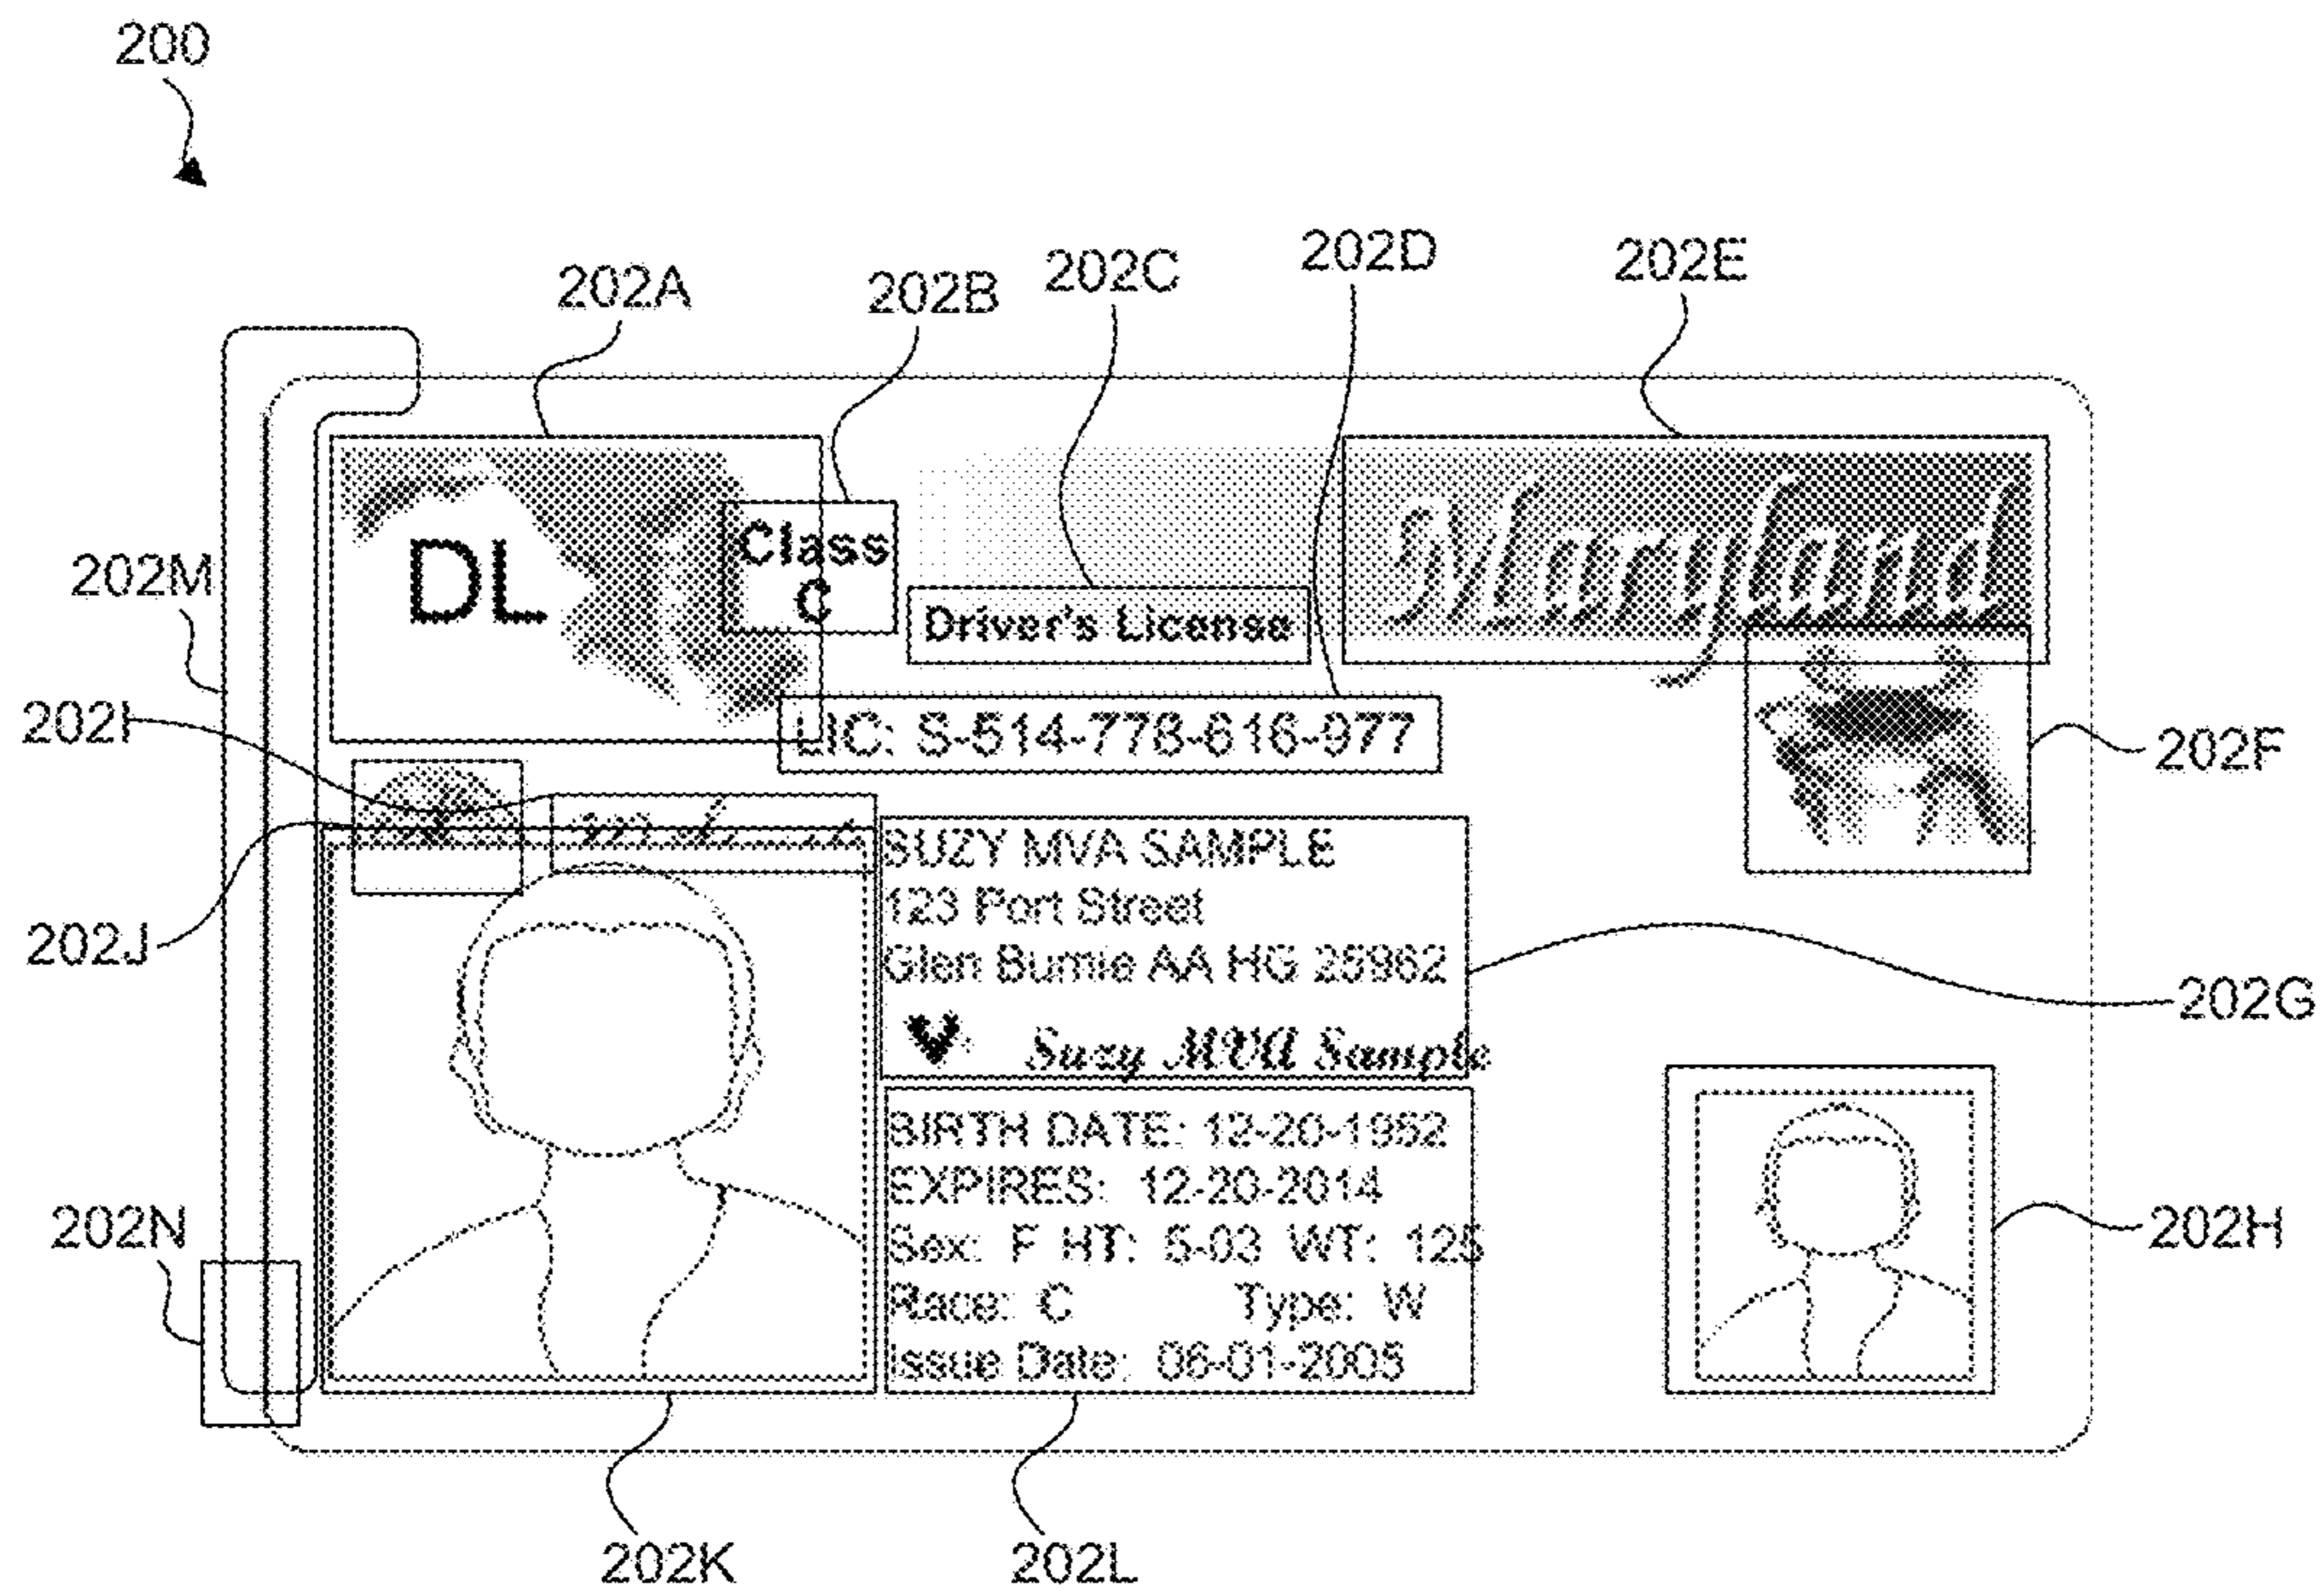 200
202A
202B
202C
202D
202E
DL
Class
C
Driver's License
Maryland
202M
202I
LIC: S-514-778-616-977
202F
202J
SUZY MVA SAMPLE
123 Port Street
Glen Burnie AA HG 25962
Suzy MVA Sample
202G
BIRTH DATE: 12-20-1962
EXPIRES: 12-20-2014
Sex: F HT: 5-03 WT: 125
Race: C Type: W
Issue Date: 06-01-2005
202N
202H
202K
202L